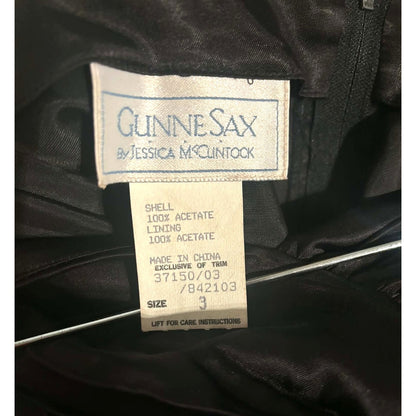 GUNNE SAX
BY JESSICA MCCLINTOCK
SHELL
100% ACETATE
LINING
100% ACETATE
MADE IN CHINA
EXCLUSIVE OF TRIM
37150/03
/842103
SIZE 3
LIFT FOR CARE INSTRUCTIONS